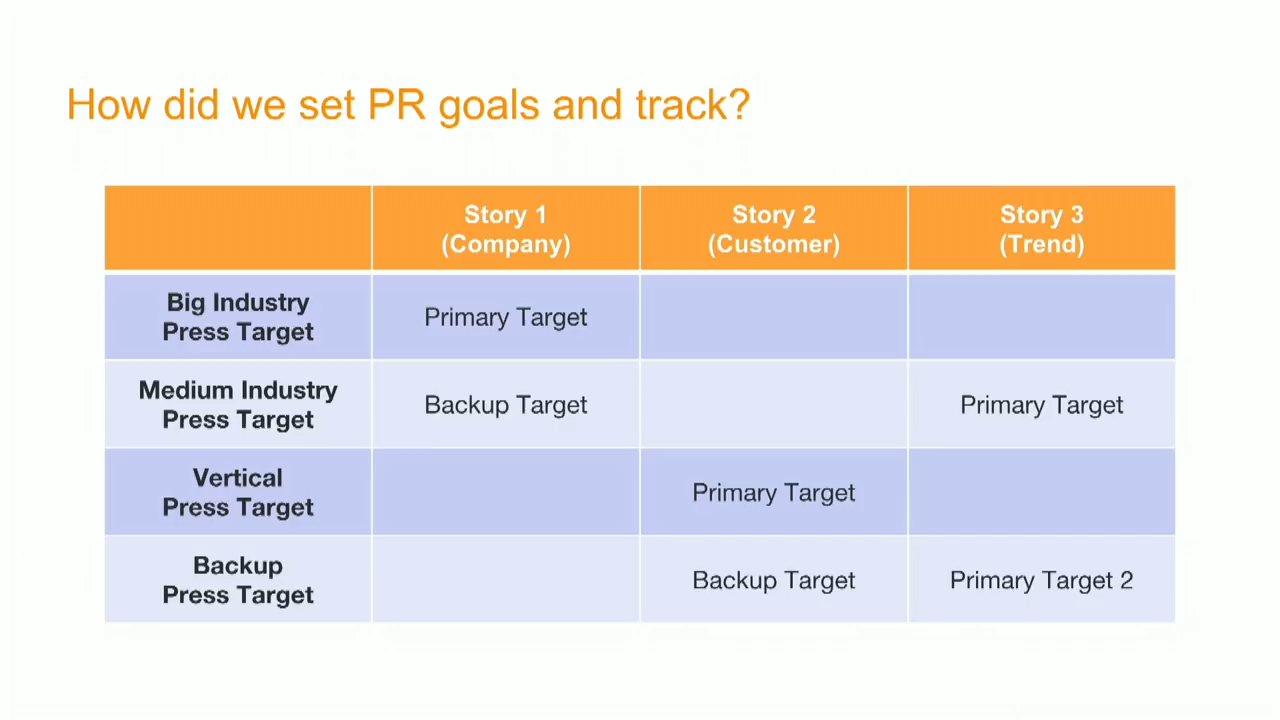 How did we set PR goals and track?
Story 1
(Company)
Story 2
(Customer)
Story 3
(Trend)
Big Industry
Press Target
Primary Target
Medium Industry
Press Target
Backup Target
Primary Target
Vertical
Press Target
Primary Target
Backup
Press Target
Backup Target
Primary Target 2